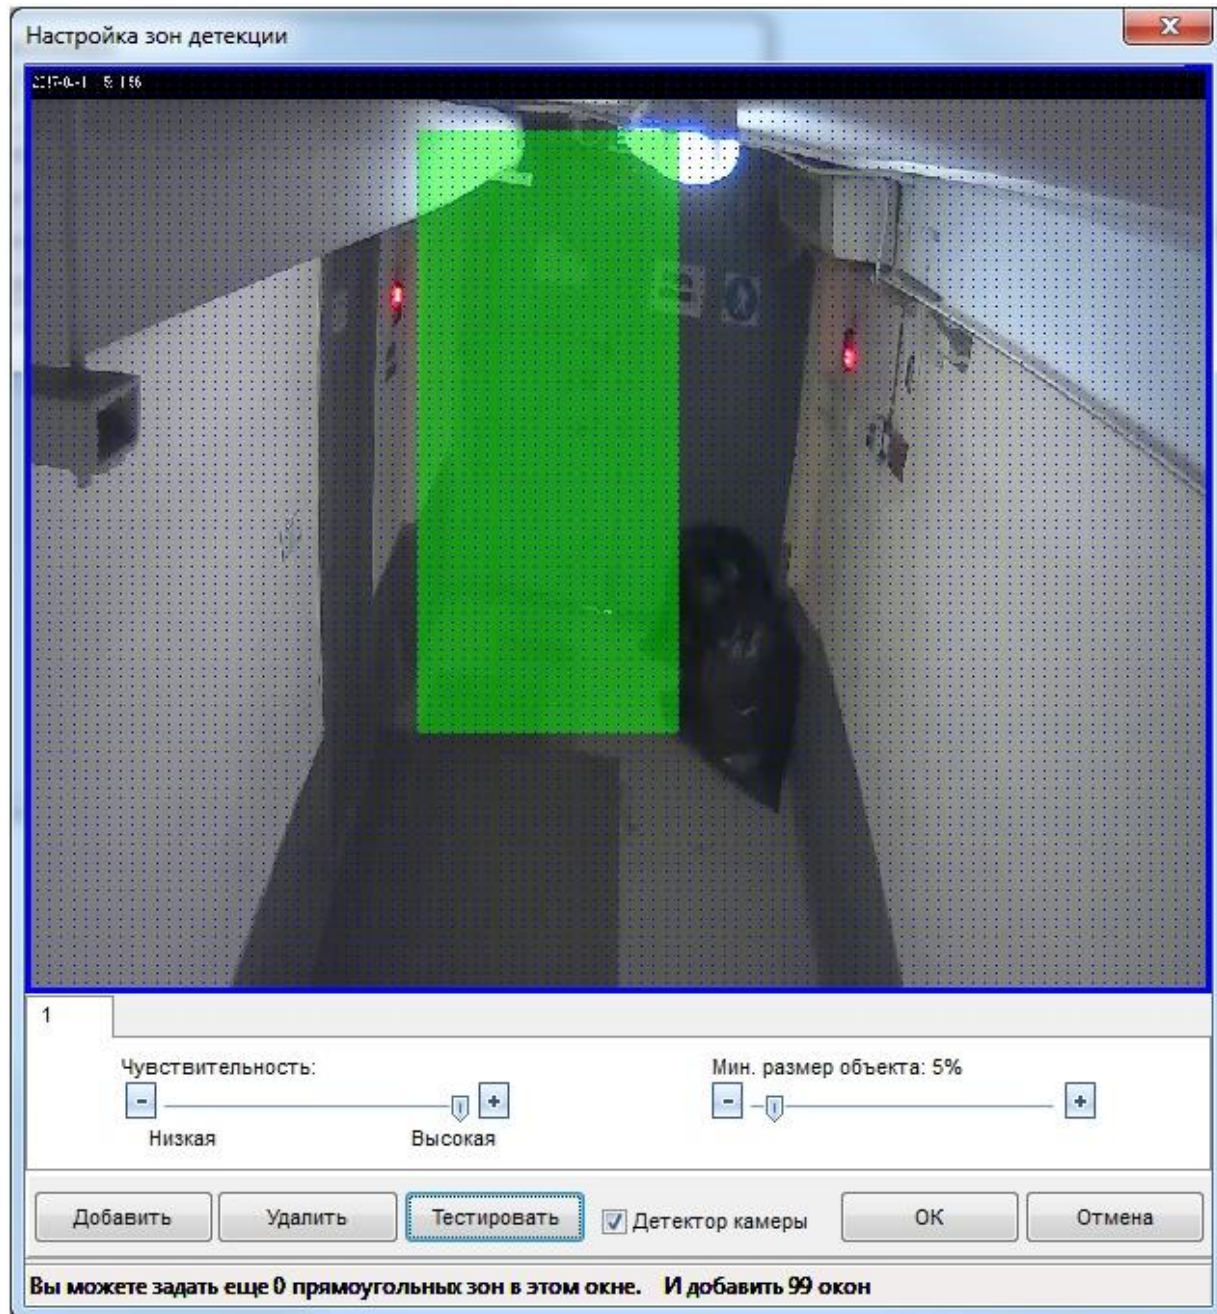 Настройка зон детекции
1
Чувствительность:
Мин. размер объекта: 5%
- +
- +
Низкая Высокая
Добавить Удалить Тестировать Детектор камеры ОК Отмена
Вы можете задать еще 0 прямоугольных зон в этом окне. И добавить 99 окон